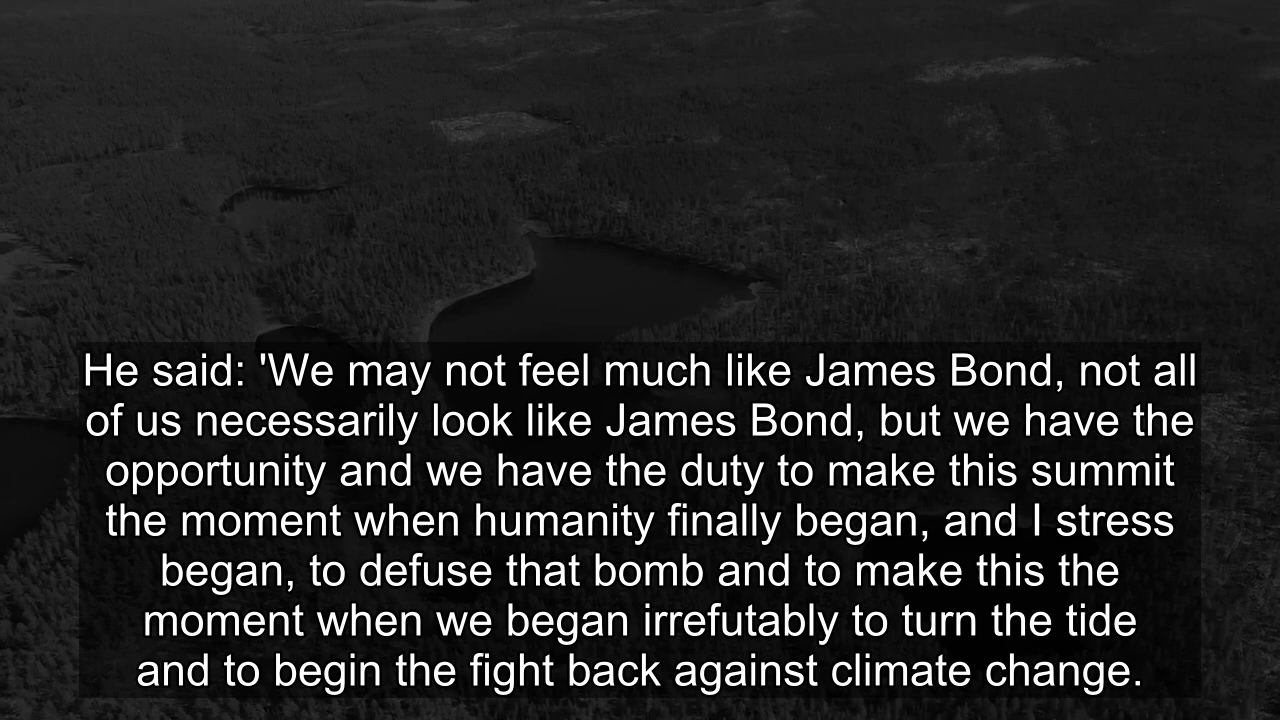 He said: 'We may not feel much like James Bond, not all
of us necessarily look like James Bond, but we have the
opportunity and we have the duty to make this summit
the moment when humanity finally began, and I stress
began, to defuse that bomb and to make this the
moment when we began irrefutably to turn the tide
and to begin the fight back against climate change.